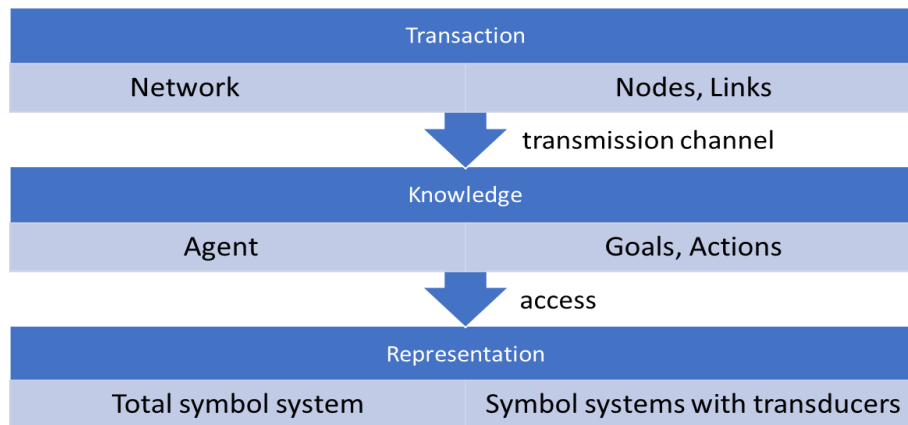 Transaction
Network Nodes, Links
transmission channel
Knowledge
Agent Goals, Actions
access
Representation
Total symbol system Symbol systems with transducers